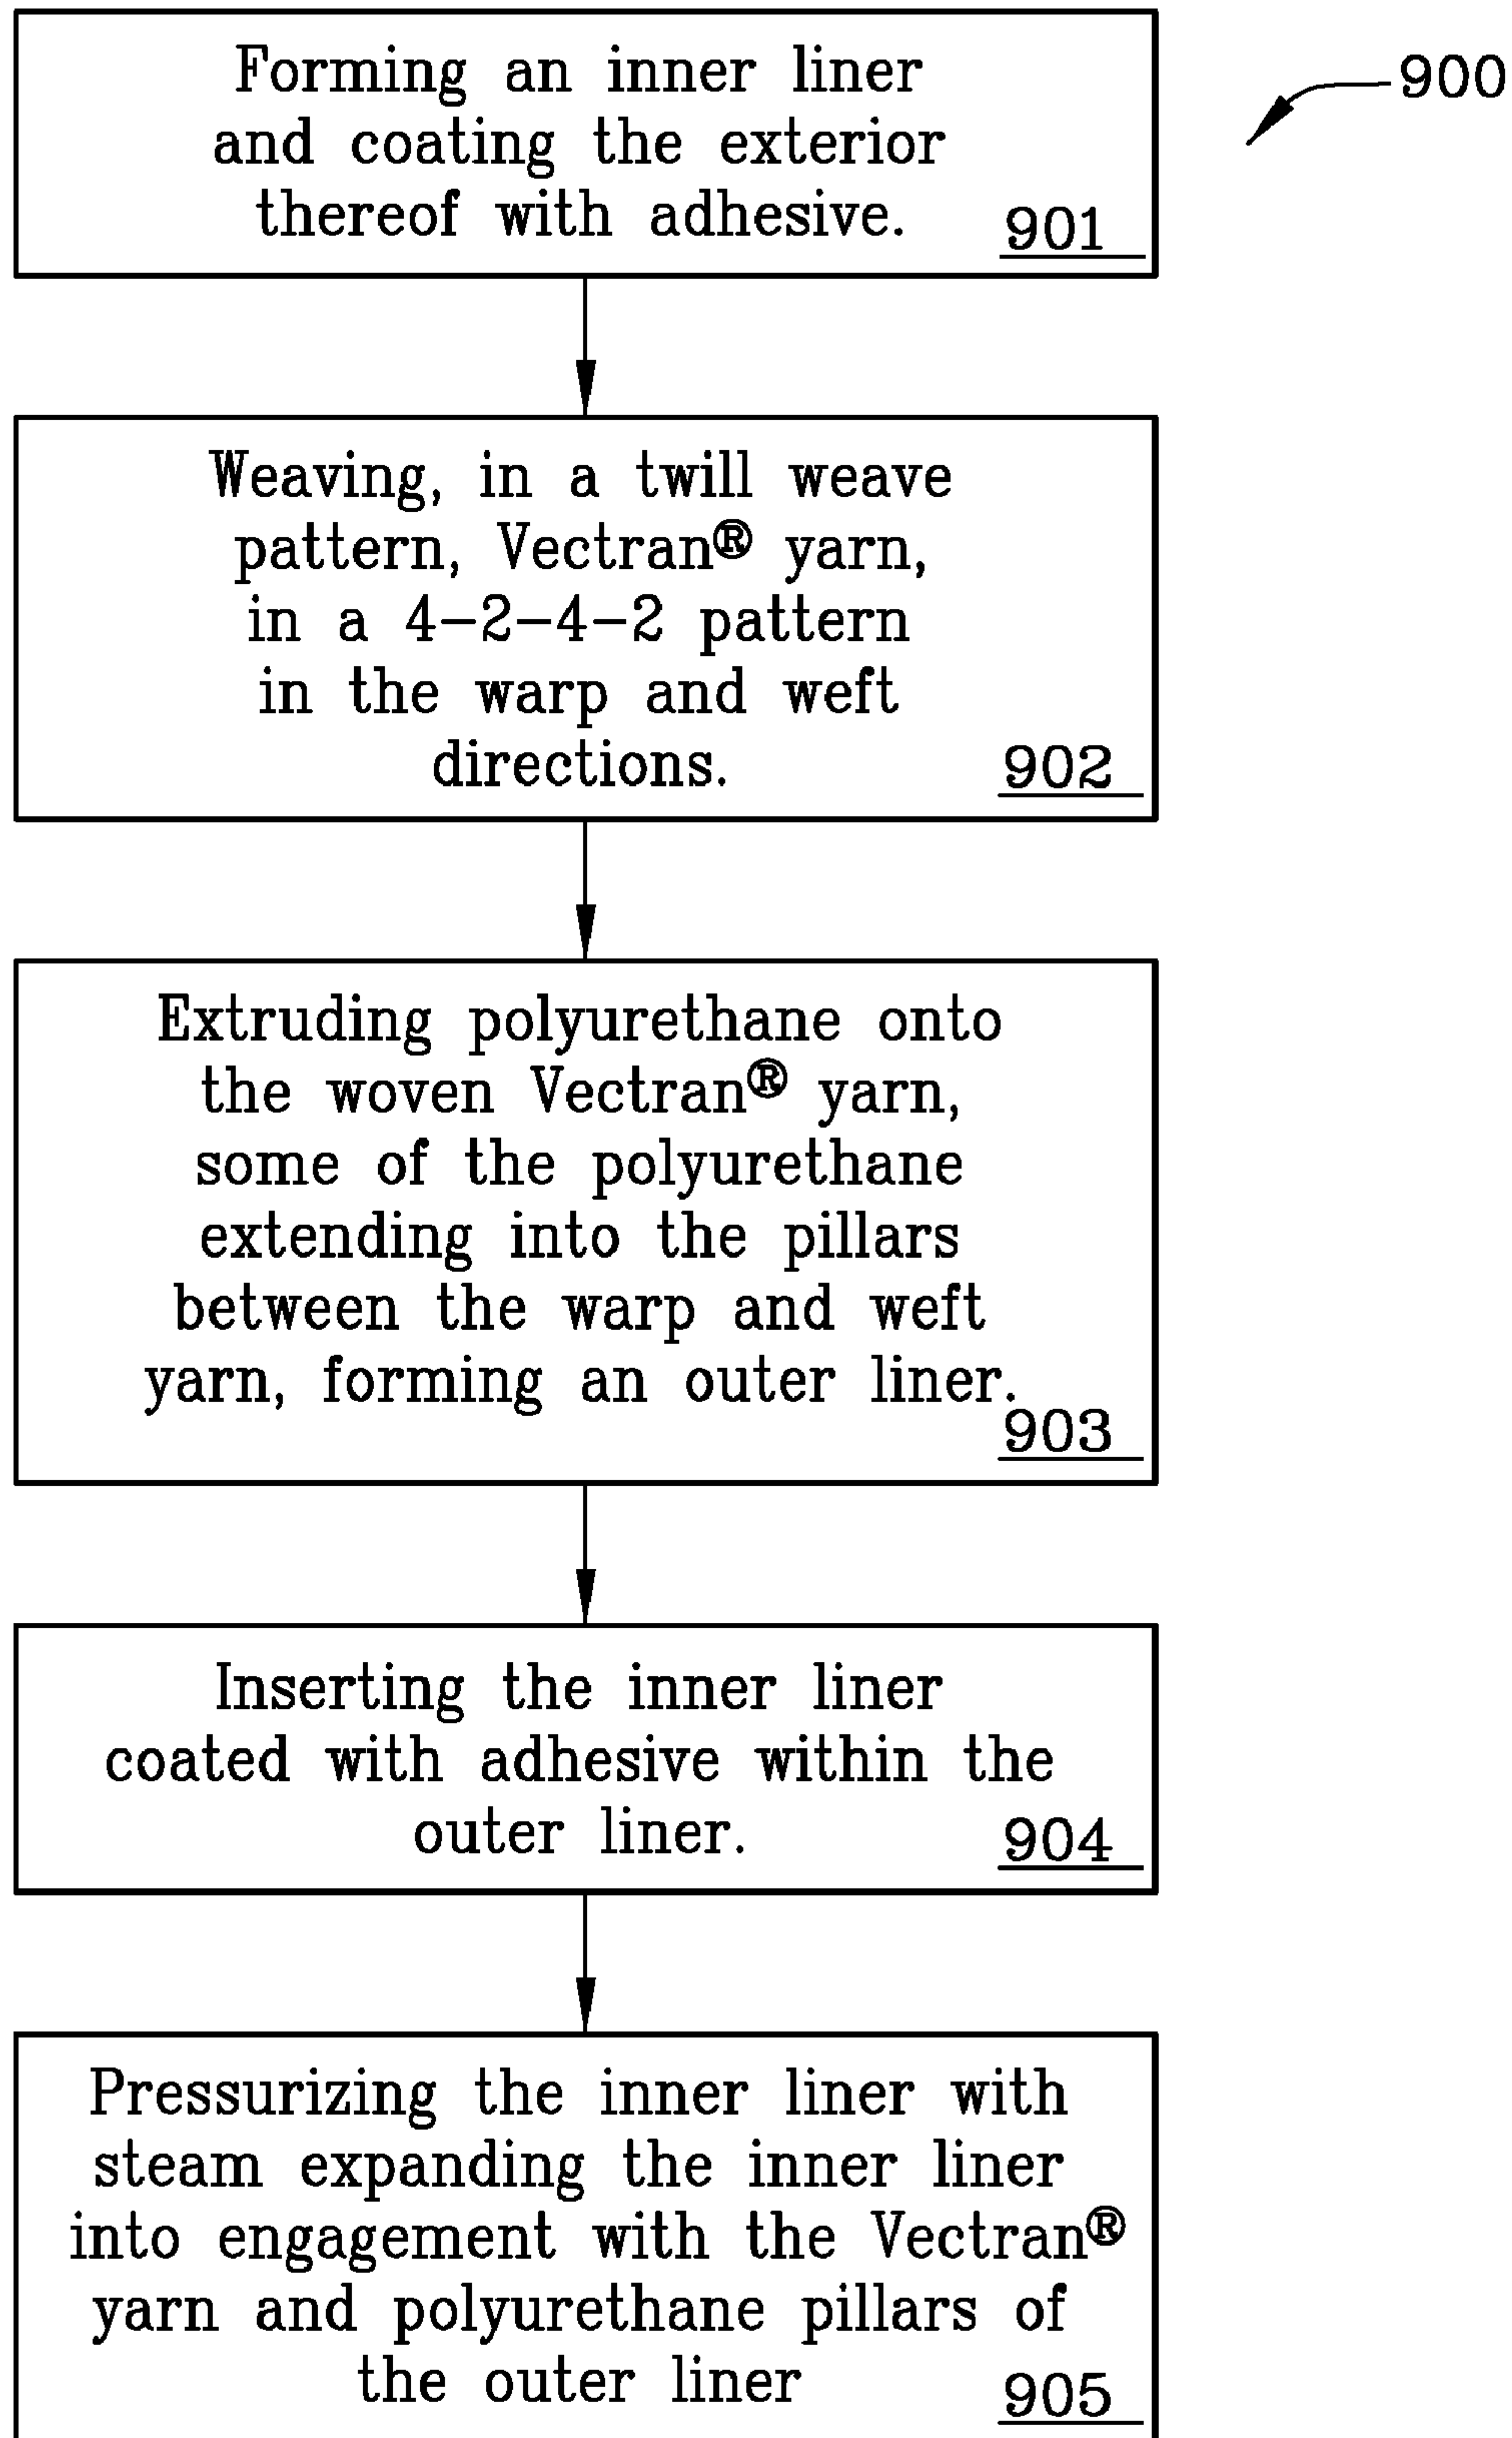 Forming an inner liner
and coating the exterior
thereof with adhesive.
901
900
Weaving, in a twill weave
pattern, Vectran® yarn,
in a 4-2-4-2 pattern
in the warp and weft
directions.
902
Extruding polyurethane onto
the woven Vectran® yarn,
some of the polyurethane
extending into the pillars
between the warp and weft
yarn, forming an outer liner.
903
Inserting the inner liner
coated with adhesive within the
outer liner.
904
Pressurizing the inner liner with
steam expanding the inner liner
into engagement with the Vectran®
yarn and polyurethane pillars of
the outer liner
905